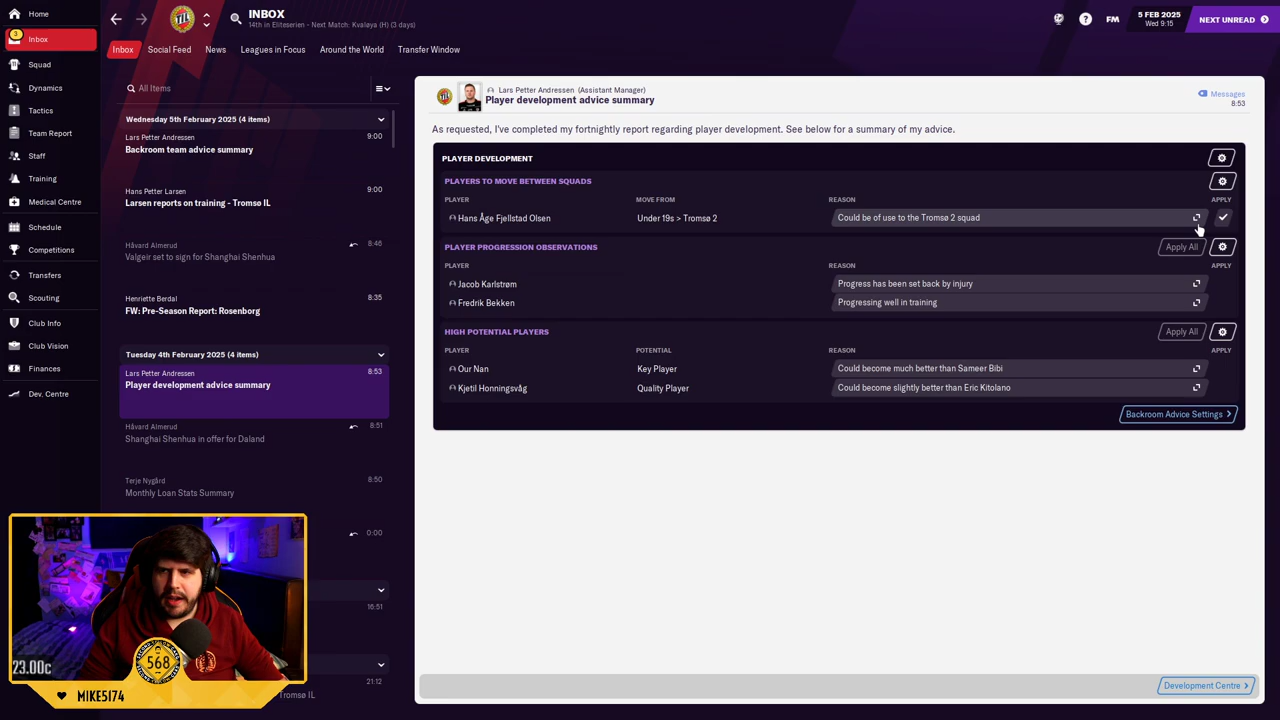 Home
3
Inbox
Squad
Dynamics
Tactics
Team Report
Staff
Training
Medical Centre
Schedule
Competitions
Transfers
Scouting
Club Info
Club Vision
Finances
Dev. Centre
TIL
INBOX
14th in Eliteserien - Next Match: Kvaløya (H) (3 days)
FM
5 FEB 2025
Wed 9:15
NEXT UNREAD
Inbox
Social Feed
News
Leagues in Focus
Around the World
Transfer Window
All Items
Wednesday 5th February 2025 (4 items)
Lars Petter Andressen
9:00
Backroom team advice summary
Hans Petter Larsen
9:00
Larsen reports on training - Tromsø IL
Håvard Almerud
8:46
Valgeir set to sign for Shanghai Shenhua
Henriette Berdal
8:35
FW: Pre-Season Report: Rosenborg
Tuesday 4th February 2025 (4 items)
Lars Petter Andressen
8:53
Player development advice summary
Håvard Almerud
8:51
Shanghai Shenhua in offer for Daland
Terje Nygård
8:50
Monthly Loan Stats Summary
0:00
16:51
21:12
Tromsø IL
Lars Petter Andressen (Assistant Manager)
Player development advice summary
Messages
8:53
As requested, I've completed my fortnightly report regarding player development. See below for a summary of my advice.
PLAYER DEVELOPMENT
PLAYERS TO MOVE BETWEEN SQUADS
PLAYER MOVE FROM REASON APPLY
Hans Åge Fjellstad Olsen Under 19s > Tromsø 2 Could be of use to the Tromsø 2 squad
PLAYER PROGRESSION OBSERVATIONS
Apply All
PLAYER REASON APPLY
Jacob Karlstrøm Progress has been set back by injury
Fredrik Bekken Progressing well in training
HIGH POTENTIAL PLAYERS
Apply All
PLAYER POTENTIAL REASON APPLY
Our Nan Key Player Could become much better than Sameer Bibi
Kjetil Honningsvåg Quality Player Could become slightly better than Eric Kitolano
Backroom Advice Settings
Development Centre
23.00c
568
MIKE5174